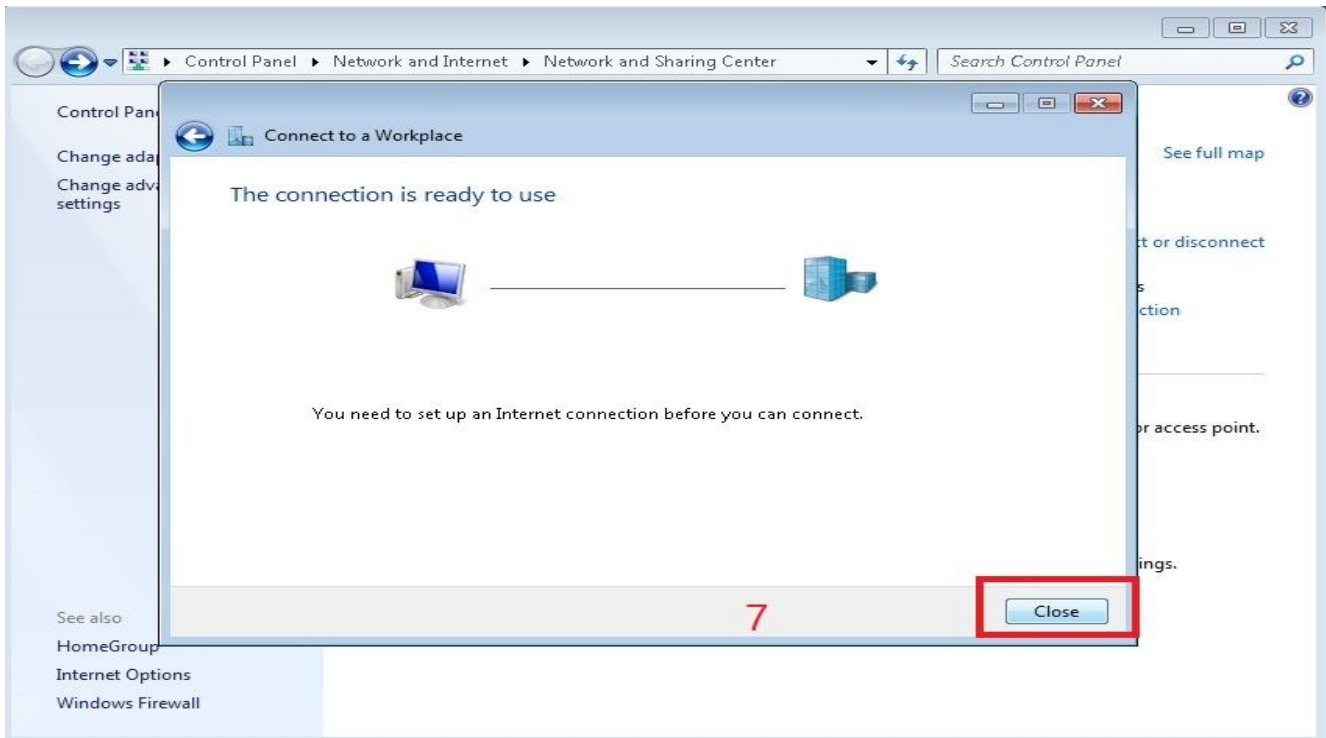 Control Panel ▸ Network and Internet ▸ Network and Sharing Center
Search Control Panel
Control Pan
Change ada
Change adv
settings
Connect to a Workplace
The connection is ready to use
You need to set up an Internet connection before you can connect.
7
Close
See full map
t or disconnect
s
ction
or access point.
ings.
See also
HomeGroup
Internet Options
Windows Firewall